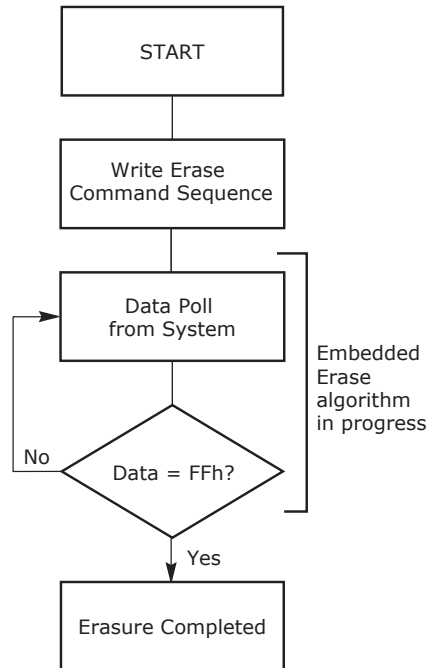 START
Write Erase
Command Sequence
Data Poll
from System
Embedded
Erase
algorithm
in progress
No
Data = FFh?
Yes
Erasure Completed